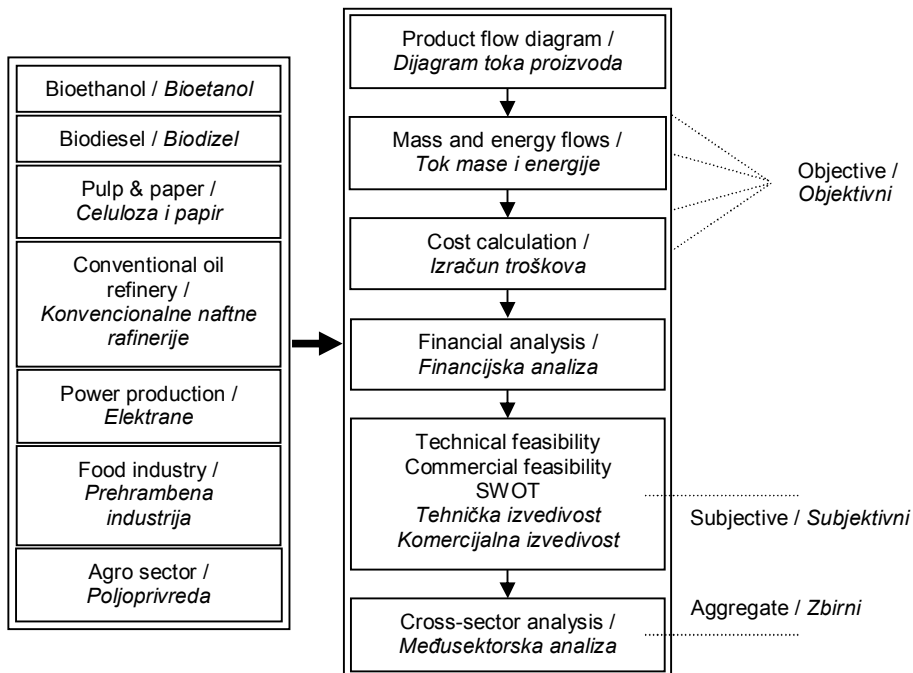 Bioethanol / Bioetanol
Biodiesel / Biodizel
Pulp & paper /
Celuloza i papir
Conventional oil
refinery /
Konvencionalne naftne
rafinerije
Power production /
Elektrane
Food industry /
Prehrambena
industrija
Agro sector /
Poljoprivreda
Product flow diagram /
Dijagram toka proizvoda
Mass and energy flows /
Tok mase i energije
Cost calculation /
Izračun troškova
Financial analysis /
Financijska analiza
Technical feasibility
Commercial feasibility
SWOT
Tehnička izvedivost
Komercijalna izvedivost
Cross-sector analysis /
Međusektorska analiza
Objective /
Objektivni
Subjective / Subjektivni
Aggregate / Zbirni